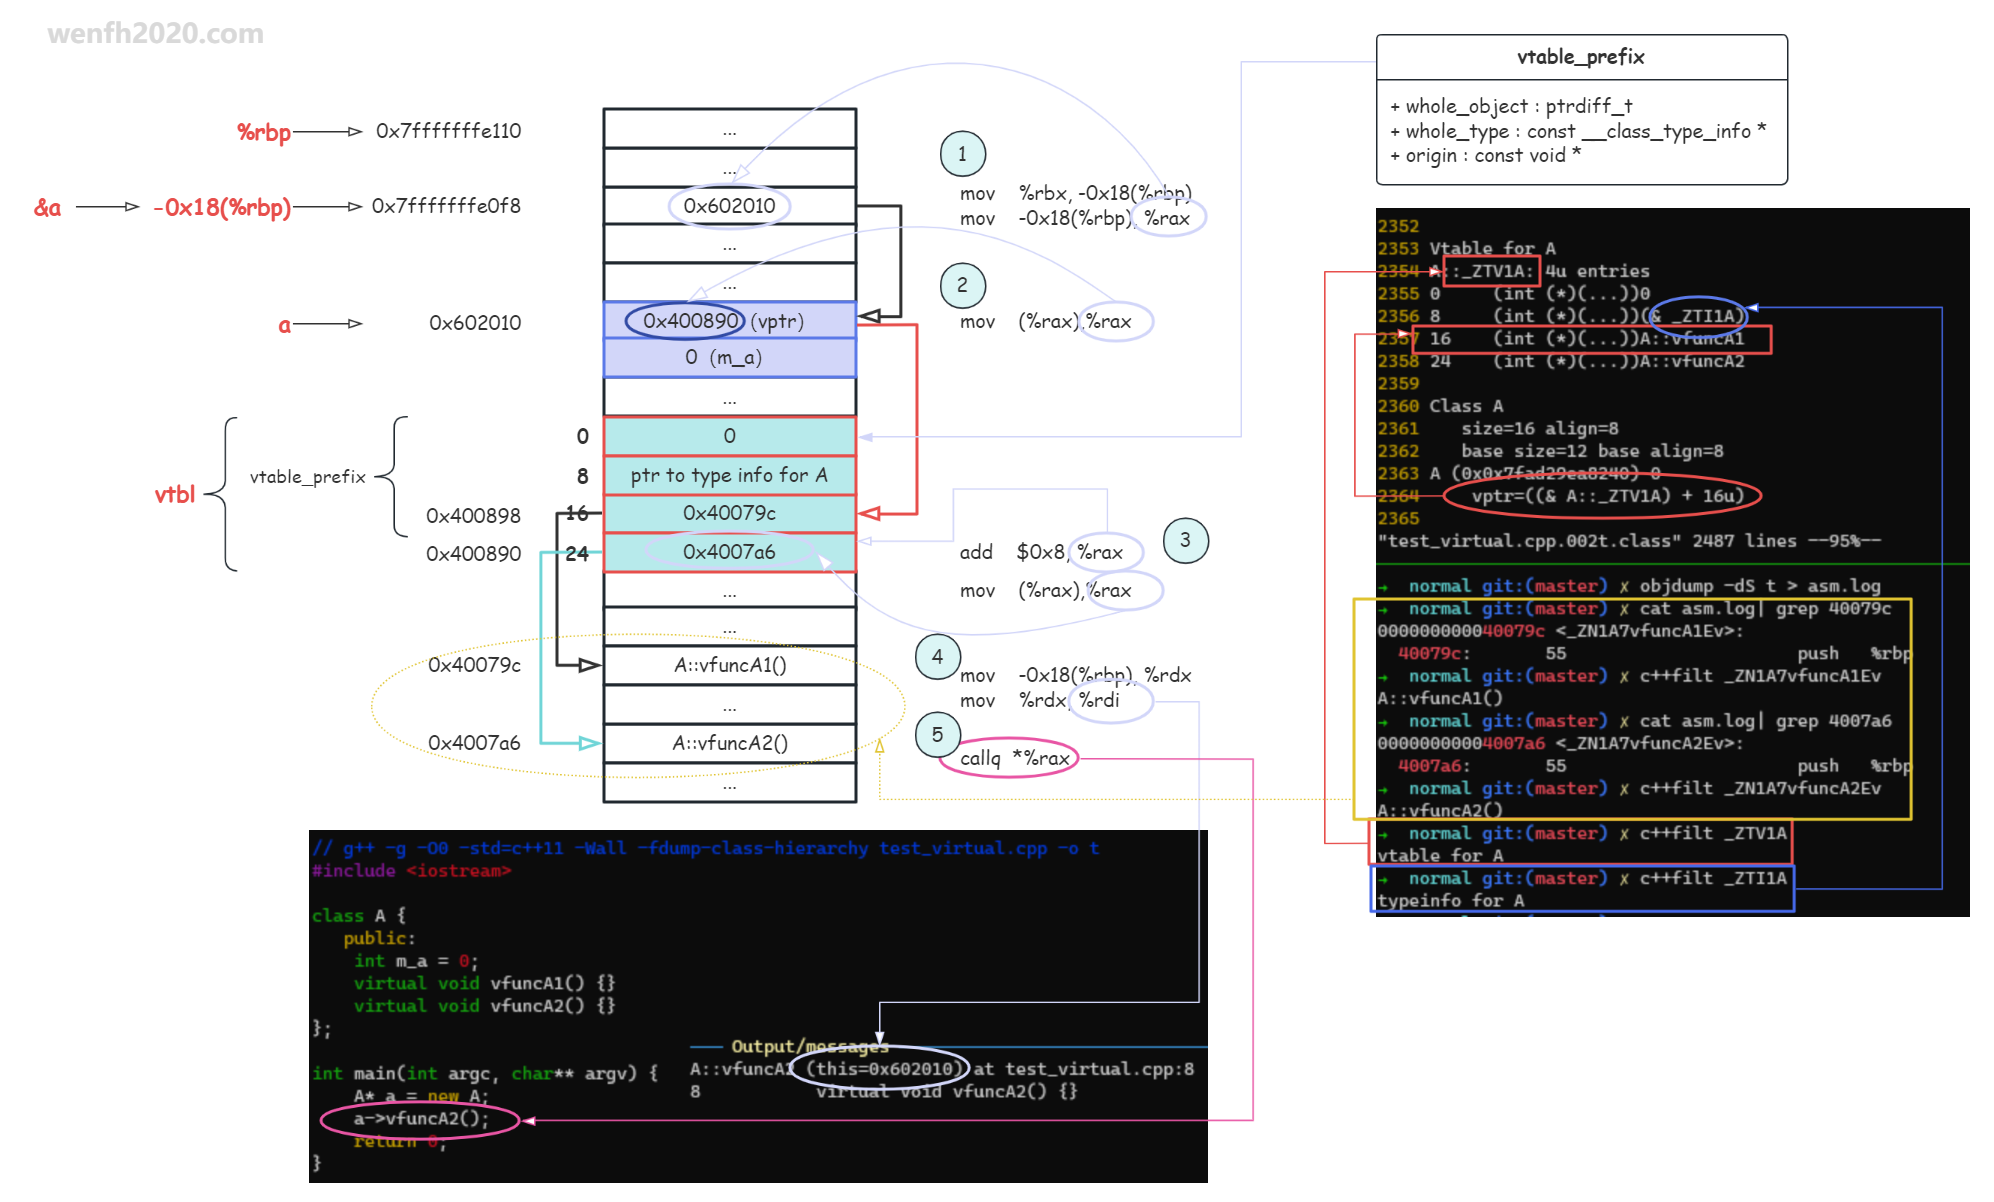 wenfh2020.com
%rbp
0x7fffffffe110
&a
-0x18(%rbp)
0x7fffffffe0f8
a
0x602010
vtbl
vtable_prefix
0x400898
0x400890
0x40079c
0x4007a6
0
8
16
24
...
...
0x602010
...
...
0x400890 (vptr)
0 (m_a)
...
0
ptr to type info for A
0x40079c
0x4007a6
...
...
A::vfuncA1()
...
A::vfuncA2()
...
1
mov %rbx, -0x18(%rbp)
mov -0x18(%rbp), %rax
2
mov (%rax),%rax
3
add $0x8, %rax
mov (%rax),%rax
4
mov -0x18(%rbp), %rdx
mov %rdx, %rdi
5
callq *%rax
vtable_prefix
+ whole_object : ptrdiff_t
+ whole_type : const __class_type_info *
+ origin : const void *
2352
2353 Vtable for A
2354 A::_ZTV1A: 4u entries
2355 0 (int (*)(...))0
2356 8 (int (*)(...))(& _ZTI1A)
2357 16 (int (*)(...))A::vfuncA1
2358 24 (int (*)(...))A::vfuncA2
2359
2360 Class A
2361 size=16 align=8
2362 base size=12 base align=8
2363 A (0x0x7fad29ea8240) 0
2364 vptr=((& A::_ZTV1A) + 16u)
2365
"test_virtual.cpp.002t.class" 2487 lines --95%--
→ normal git:(master) ✗ objdump -dS t > asm.log
→ normal git:(master) ✗ cat asm.log| grep 40079c
000000000040079c <_ZN1A7vfuncA1Ev>:
40079c: 55 push %rbp
→ normal git:(master) ✗ c++filt _ZN1A7vfuncA1Ev
A::vfuncA1()
→ normal git:(master) ✗ cat asm.log| grep 4007a6
00000000004007a6 <_ZN1A7vfuncA2Ev>:
4007a6: 55 push %rbp
→ normal git:(master) ✗ c++filt _ZN1A7vfuncA2Ev
A::vfuncA2()
→ normal git:(master) ✗ c++filt _ZTV1A
vtable for A
→ normal git:(master) ✗ c++filt _ZTI1A
typeinfo for A
// g++ -g -O0 -std=c++11 -Wall -fdump-class-hierarchy test_virtual.cpp -o t
#include <iostream>
class A {
public:
int m_a = 0;
virtual void vfuncA1() {}
virtual void vfuncA2() {}
};
int main(int argc, char** argv) {
A* a = new A;
a->vfuncA2();
return 0;
}
Output/messages
A::vfuncA2 (this=0x602010) at test_virtual.cpp:8
8 virtual void vfuncA2() {}